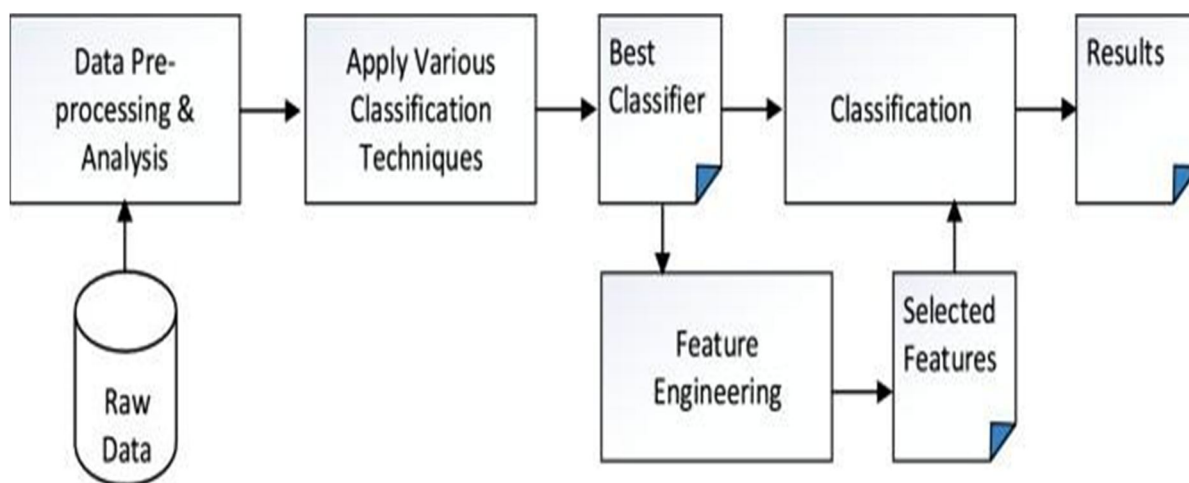 Data Pre-
processing &
Analysis
Apply Various
Classification
Techniques
Best
Classifier
Classification
Results
Raw
Data
Feature
Engineering
Selected
Features